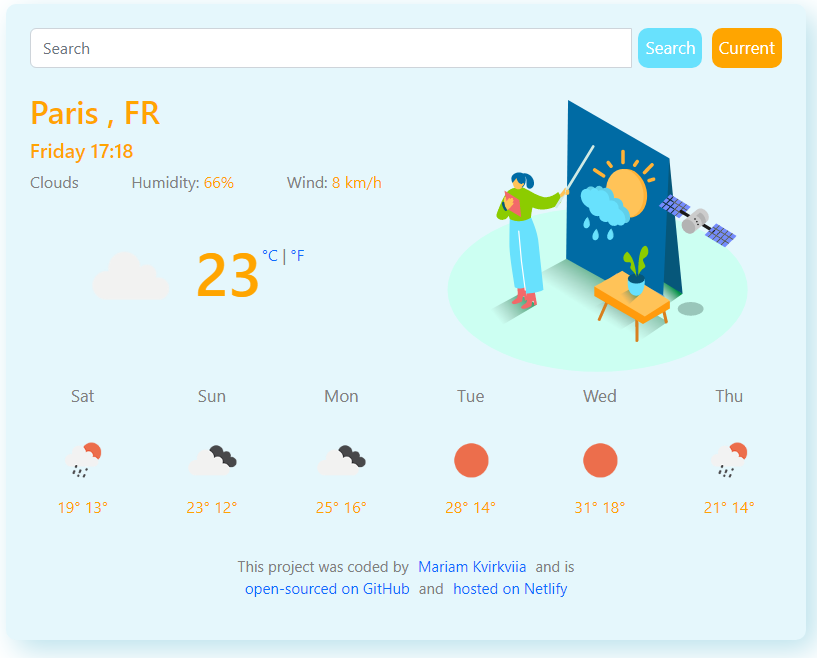 Search Search Current
Paris , FR
Friday 17:18
Clouds Humidity: 66% Wind: 8 km/h
23 °C | °F
Sat Sun Mon Tue Wed Thu
19° 13° 23° 12° 25° 16° 28° 14° 31° 18° 21° 14°
This project was coded by Mariam Kvirkviia and is
open-sourced on GitHub and hosted on Netlify